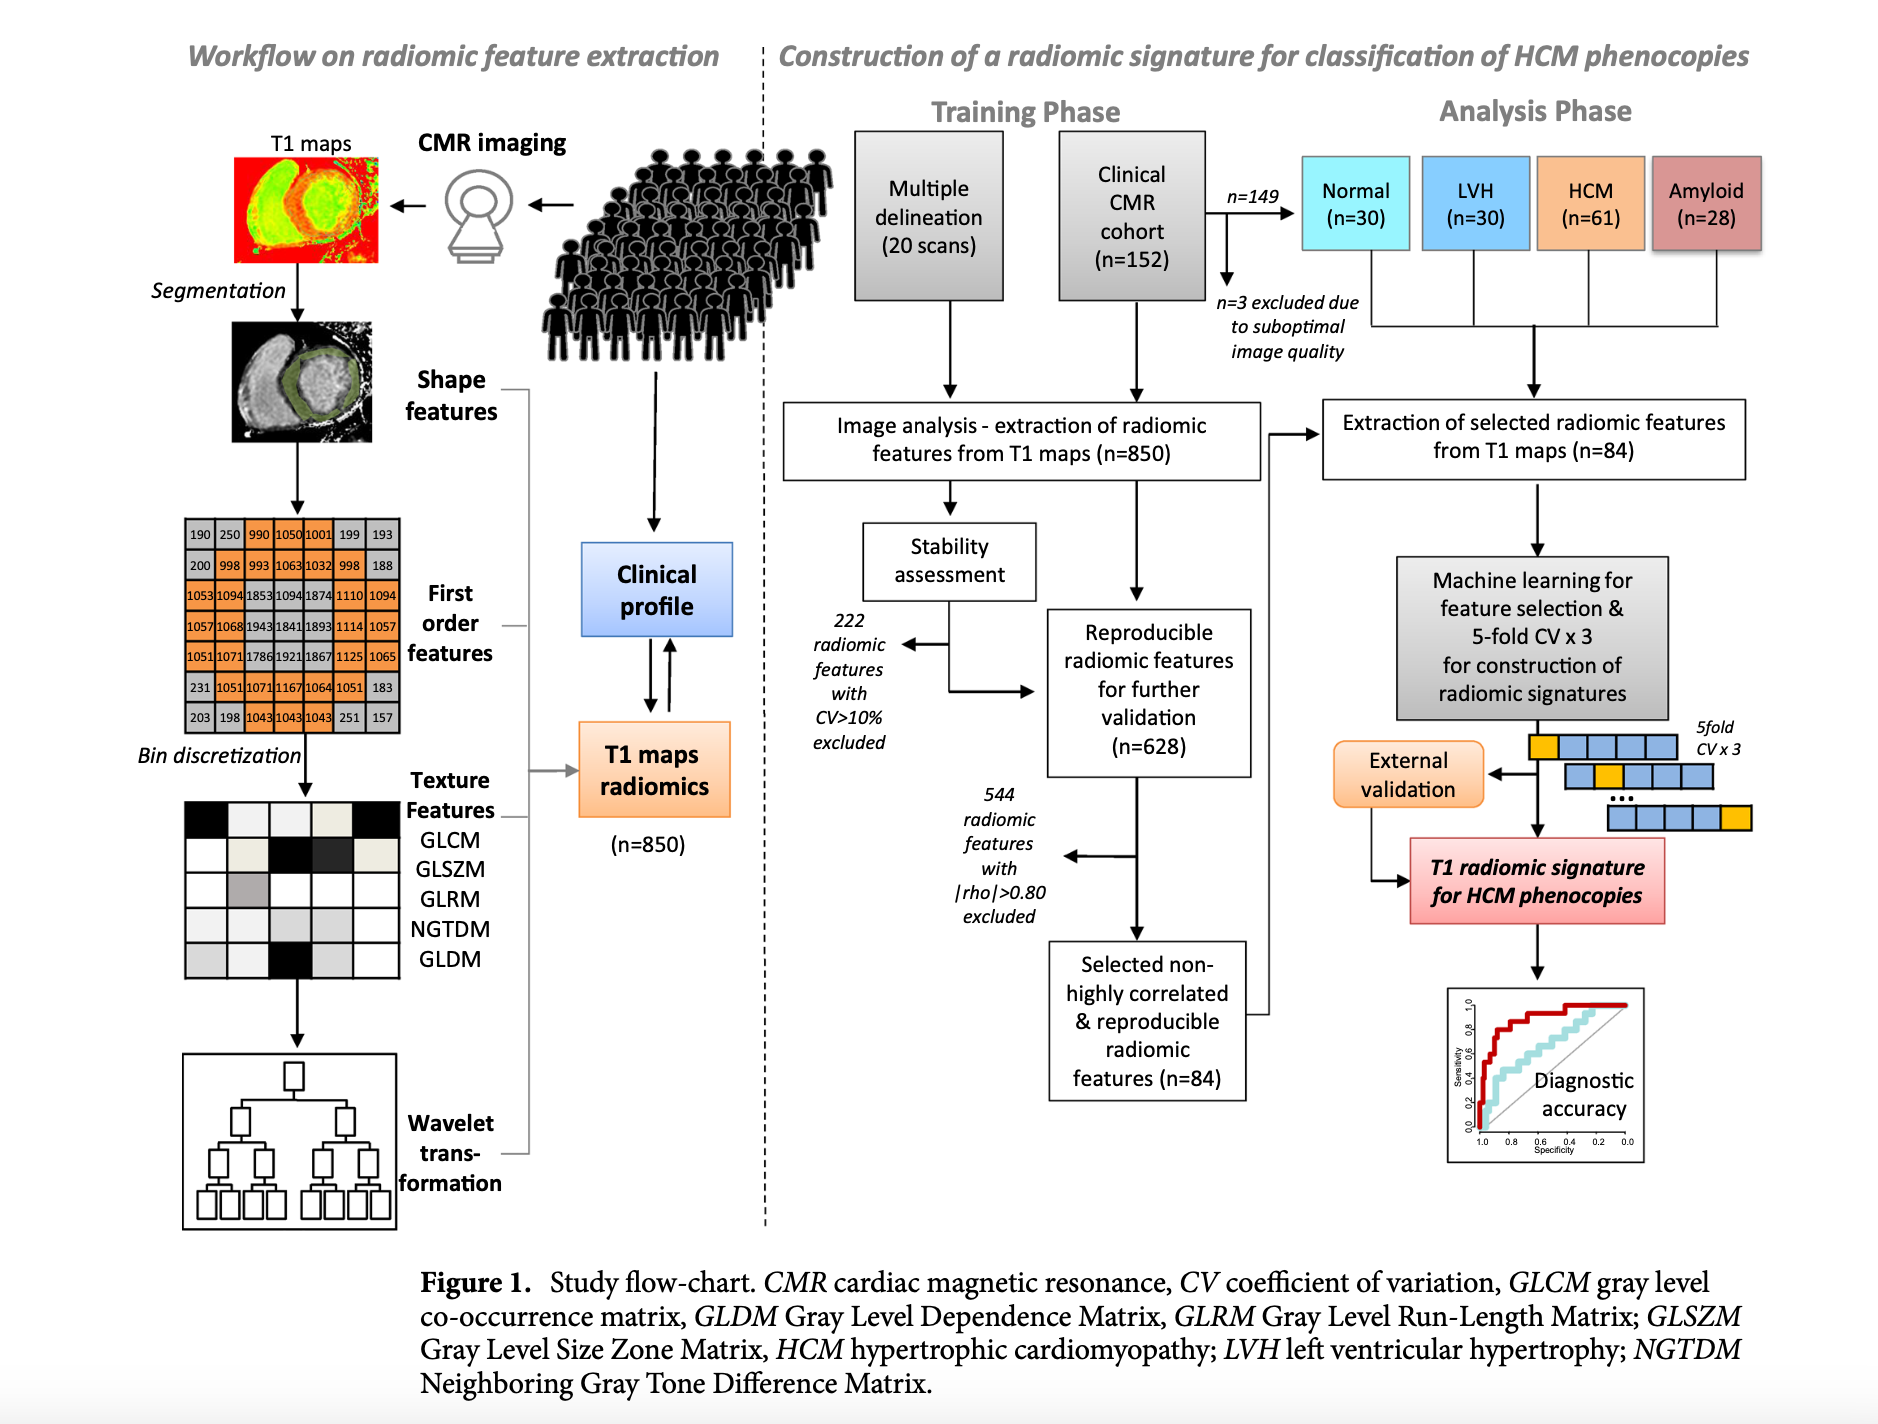 Workflow on radiomic feature extraction
Construction of a radiomic signature for classification of HCM phenocopies
T1 maps
CMR imaging
Segmentation
Shape
features
190 250 990 1050 1001 199 193
200 998 993 1063 1032 998 188
1053 1094 1853 1094 1874 1110 1094
1057 1068 1943 1841 1893 1114 1057
1051 1071 1786 1921 1867 1125 1065
231 1051 1071 1167 1064 1051 183
203 198 1043 1043 1043 251 157
First
order
features
Bin discretization
Texture
Features
GLCM
GLSZM
GLRM
NGTDM
GLDM
Wavelet
trans-
formation
Clinical
profile
T1 maps
radiomics
(n=850)
Training Phase
Multiple
delineation
(20 scans)
Clinical
CMR
cohort
(n=152)
n=149
n=3 excluded due
to suboptimal
image quality
Image analysis - extraction of radiomic
features from T1 maps (n=850)
Stability
assessment
222
radiomic
features
with
CV>10%
excluded
Reproducible
radiomic features
for further
validation
(n=628)
544
radiomic
features
with
|rho|>0.80
excluded
Selected non-
highly correlated
& reproducible
radiomic
features (n=84)
Analysis Phase
Normal
(n=30)
LVH
(n=30)
HCM
(n=61)
Amyloid
(n=28)
Extraction of selected radiomic features
from T1 maps (n=84)
Machine learning for
feature selection &
5-fold CV x 3
for construction of
radiomic signatures
5fold
CV x 3
...
External
validation
T1 radiomic signature
for HCM phenocopies
Sensitivity
0.0 0.2 0.4 0.6 0.8 1.0
Diagnostic
accuracy
1.0 0.8 0.6 0.4 0.2 0.0
Specificity
Figure 1. Study flow-chart. CMR cardiac magnetic resonance, CV coefficient of variation, GLCM gray level
co-occurrence matrix, GLDM Gray Level Dependence Matrix, GLRM Gray Level Run-Length Matrix; GLSZM
Gray Level Size Zone Matrix, HCM hypertrophic cardiomyopathy; LVH left ventricular hypertrophy; NGTDM
Neighboring Gray Tone Difference Matrix.